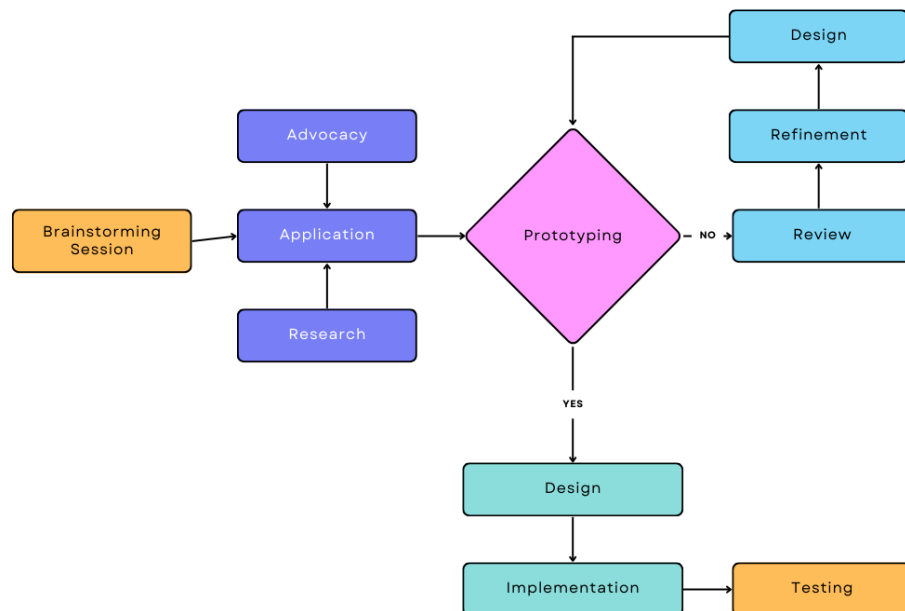 Design
Advocacy
Refinement
Brainstorming
Session
Application
Prototyping
NO
Review
Research
YES
Design
Implementation
Testing